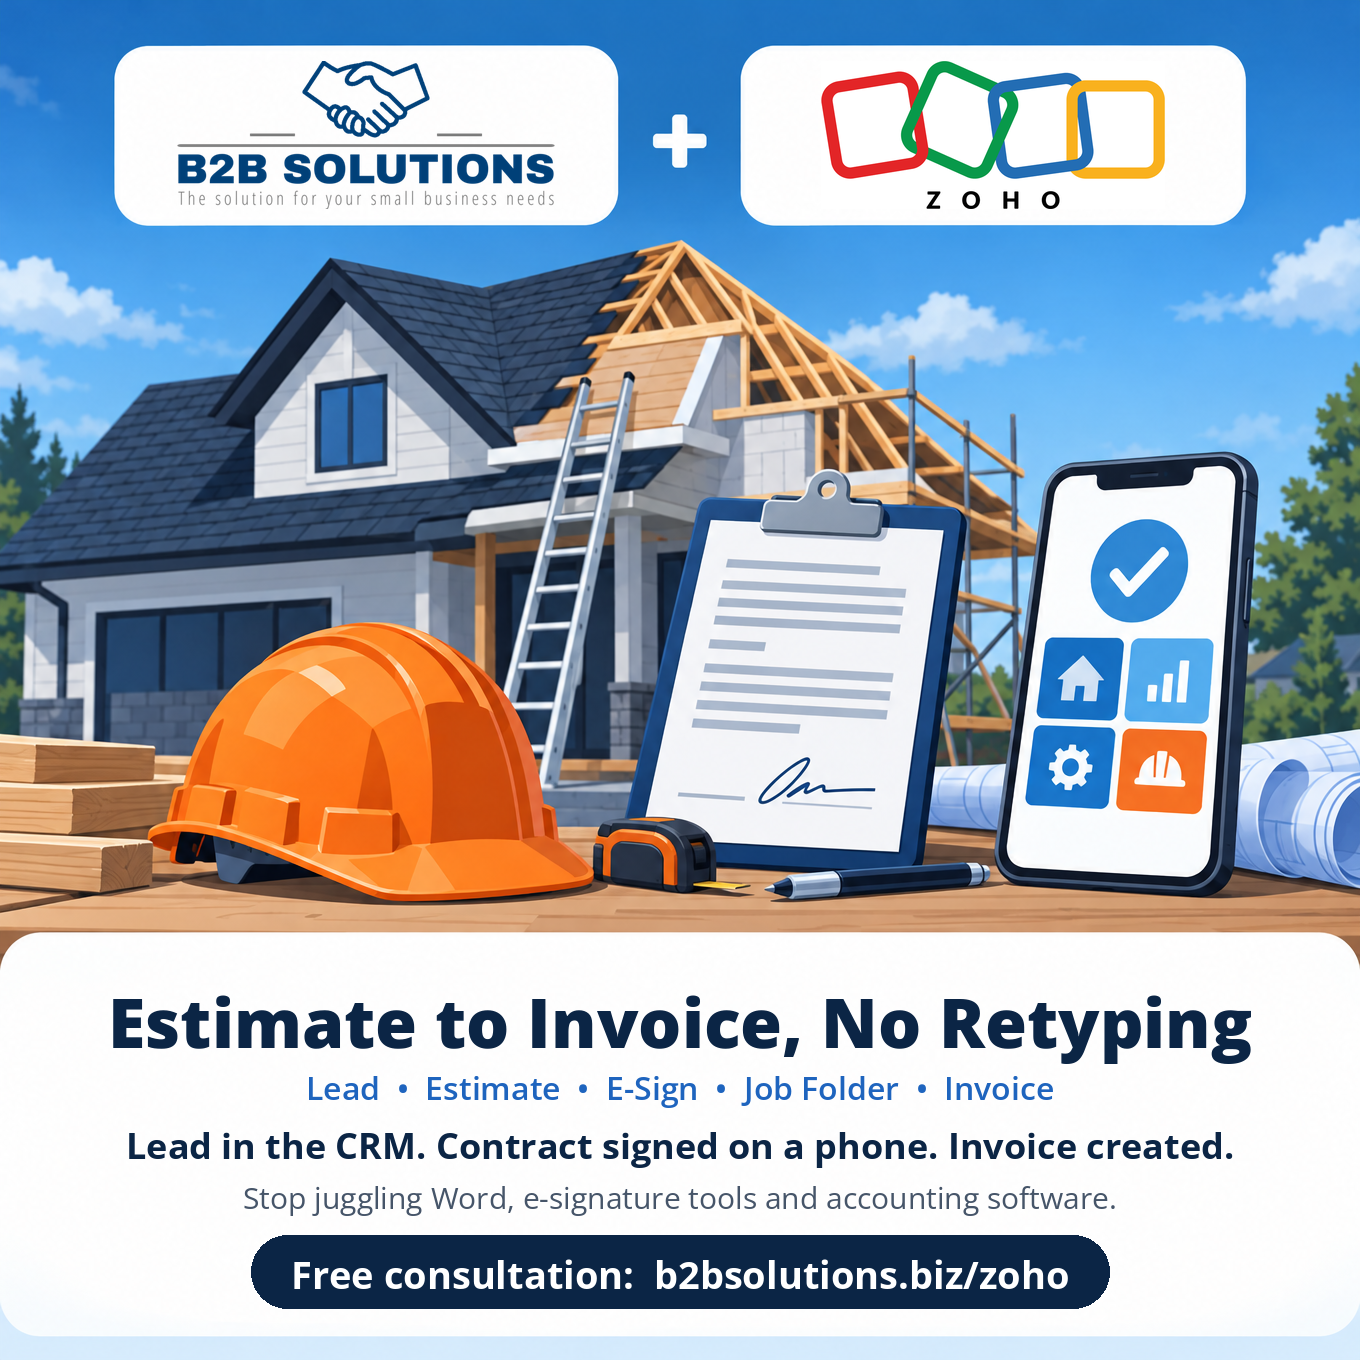 B2B SOLUTIONS
The solution for your small business needs
ZOHO
Estimate to Invoice, No Retyping
Lead • Estimate • E-Sign • Job Folder • Invoice
Lead in the CRM. Contract signed on a phone. Invoice created.
Stop juggling Word, e-signature tools and accounting software.
Free consultation: b2bsolutions.biz/zoho